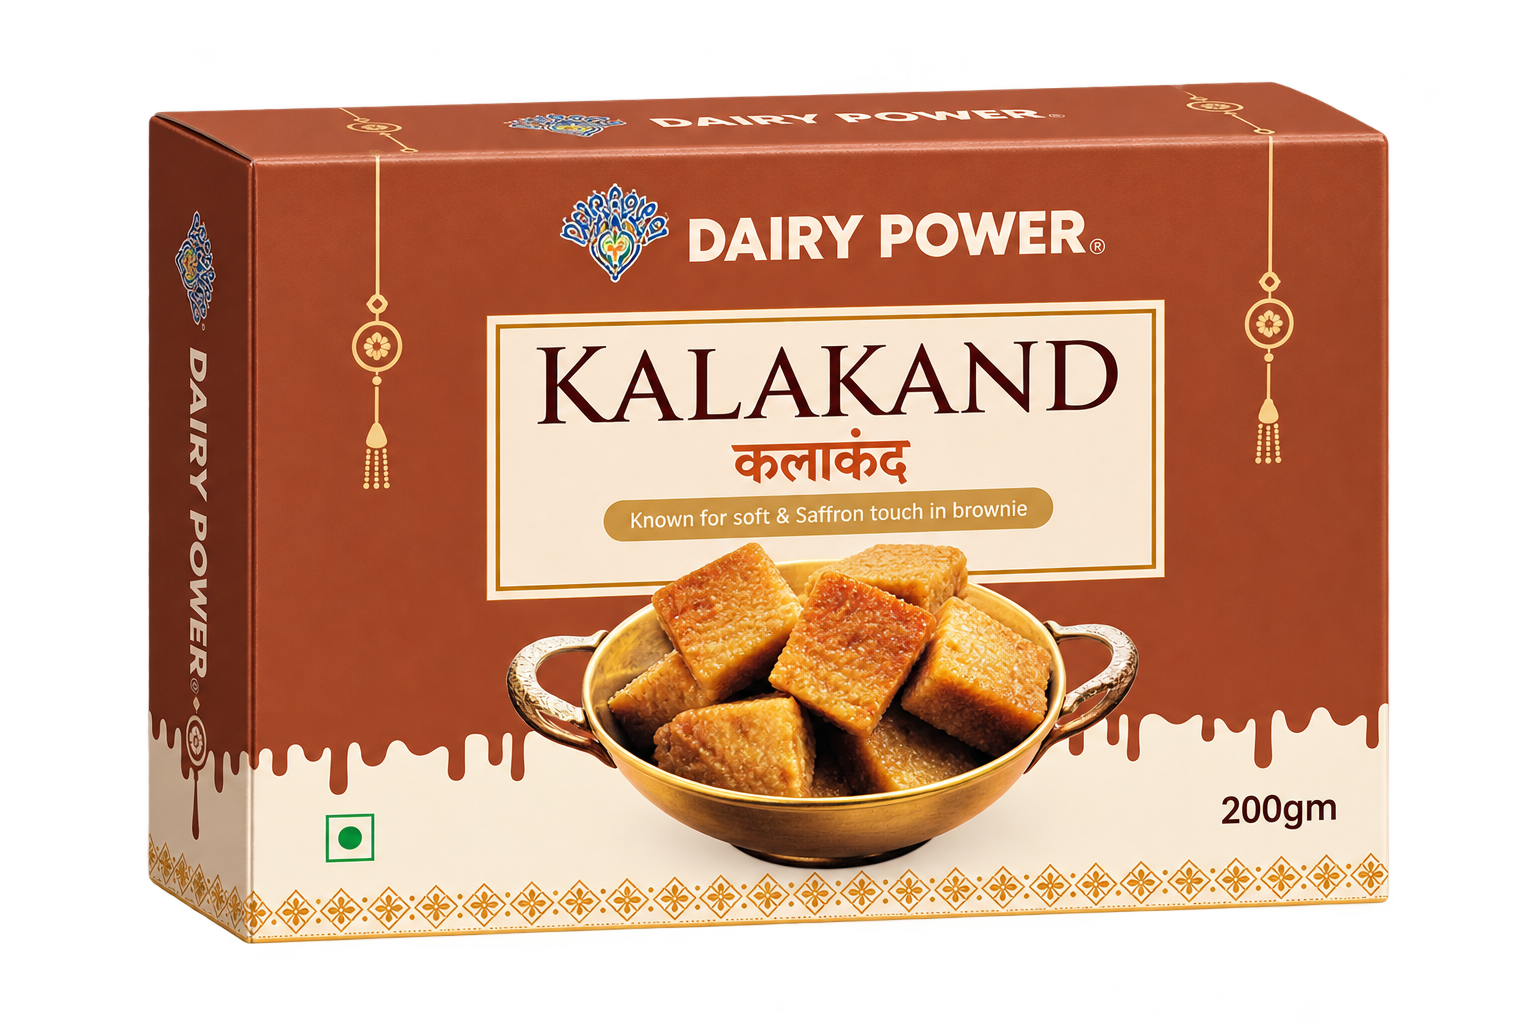 DAIRY POWER®
DAIRY POWER®
KALAKAND
कलाकंद
Known for soft & Saffron touch in brownie
200gm
DAIRY POWER®